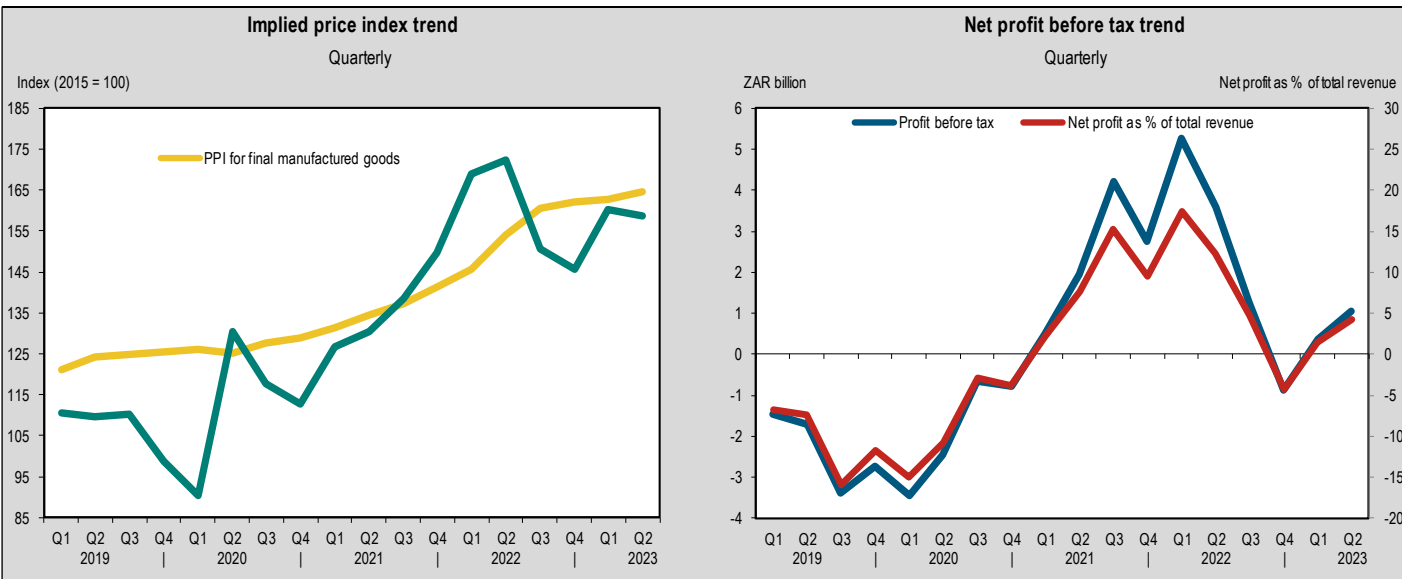 Implied price index trend
Quarterly
Index (2015 = 100)
185
175
165
155
145
135
125
115
105
95
85
PPI for final manufactured goods
Q1 Q2 Q3 Q4 Q1 Q2 Q3 Q4 Q1 Q2 Q3 Q4 Q1 Q2 Q3 Q4 Q1 Q2
2019 | 2020 | 2021 | 2022 | 2023
Net profit before tax trend
Quarterly
ZAR billion
Net profit as % of total revenue
6
5
4
3
2
1
0
-1
-2
-3
-4
Profit before tax
Net profit as % of total revenue
30
25
20
15
10
5
0
-5
-10
-15
-20
Q1 Q2 Q3 Q4 Q1 Q2 Q3 Q4 Q1 Q2 Q3 Q4 Q1 Q2 Q3 Q4 Q1 Q2
2019 | 2020 | 2021 | 2022 | 2023